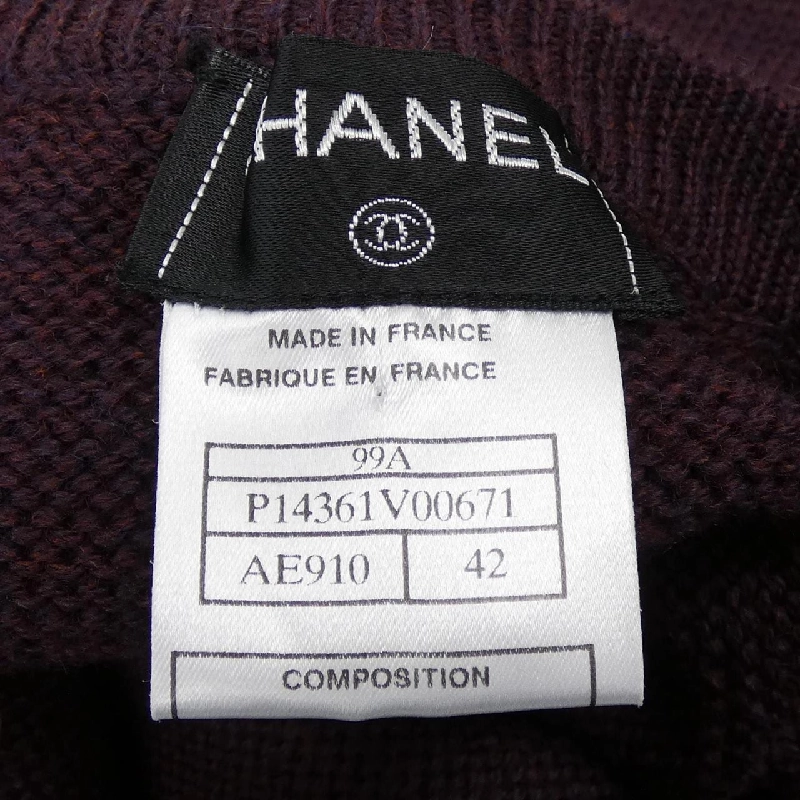 HANEL
MADE IN FRANCE
FABRIQUE EN FRANCE
99A
P14361V00671
AE910 42
COMPOSITION